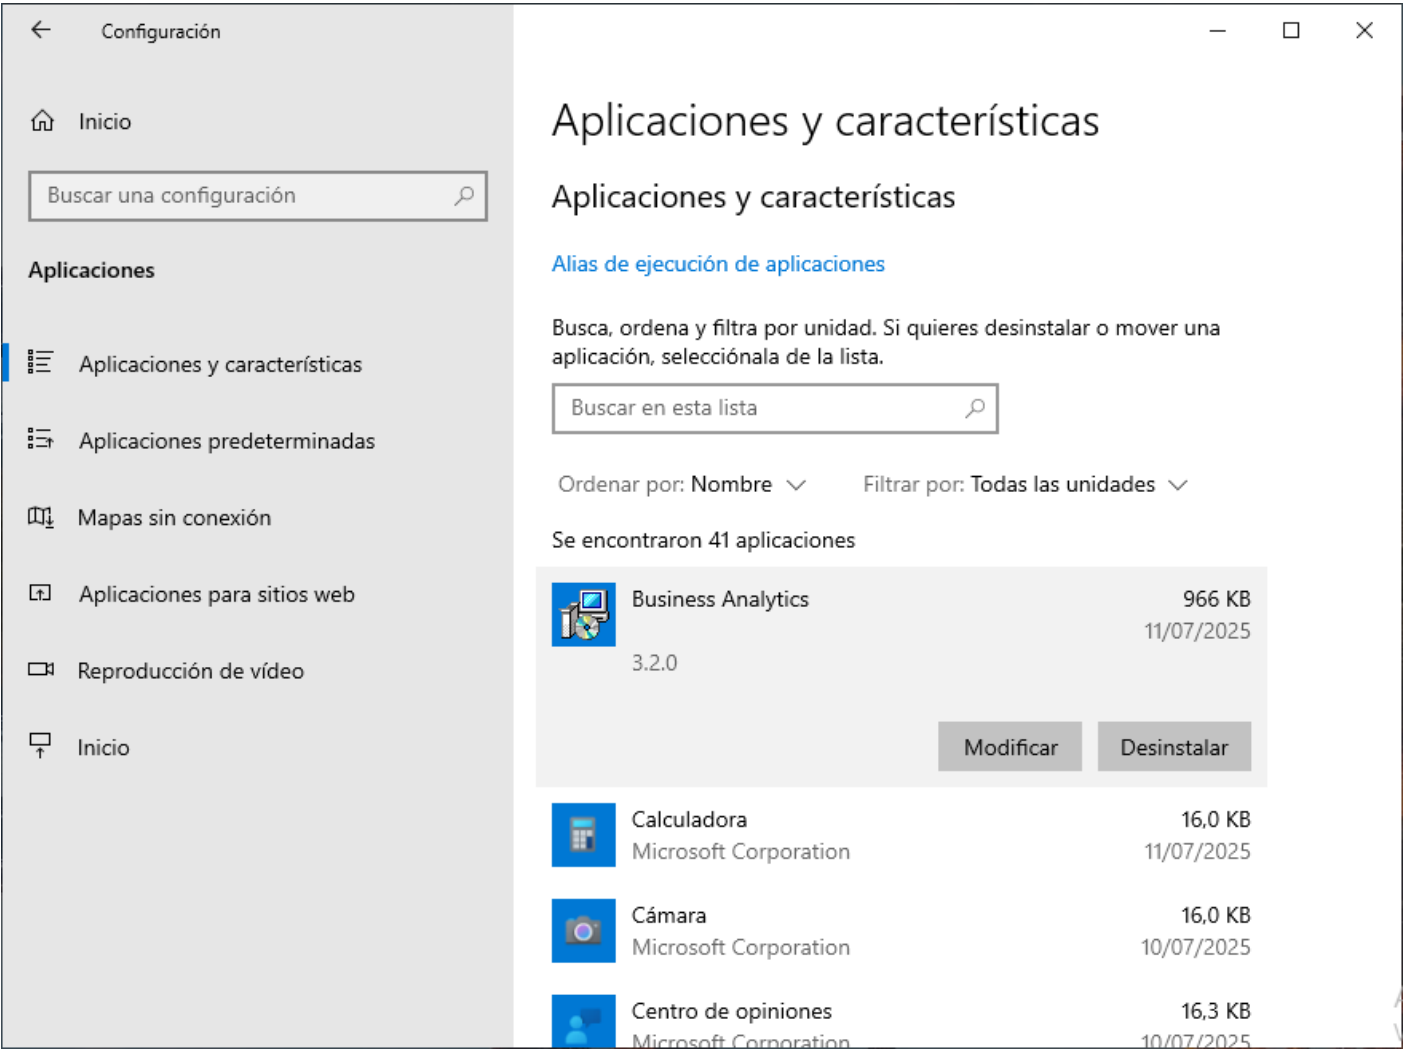 Configuración
Inicio
Buscar una configuración
Aplicaciones
Aplicaciones y características
Aplicaciones predeterminadas
Mapas sin conexión
Aplicaciones para sitios web
Reproducción de vídeo
Inicio
Aplicaciones y características
Aplicaciones y características
Alias de ejecución de aplicaciones
Busca, ordena y filtra por unidad. Si quieres desinstalar o mover una
aplicación, selecciónala de la lista.
Buscar en esta lista
Ordenar por: Nombre Filtrar por: Todas las unidades
Se encontraron 41 aplicaciones
Business Analytics 966 KB
11/07/2025
3.2.0
Modificar Desinstalar
Calculadora 16,0 KB
Microsoft Corporation 11/07/2025
Cámara 16,0 KB
Microsoft Corporation 10/07/2025
Centro de opiniones 16,3 KB
Microsoft Corporation 10/07/2025